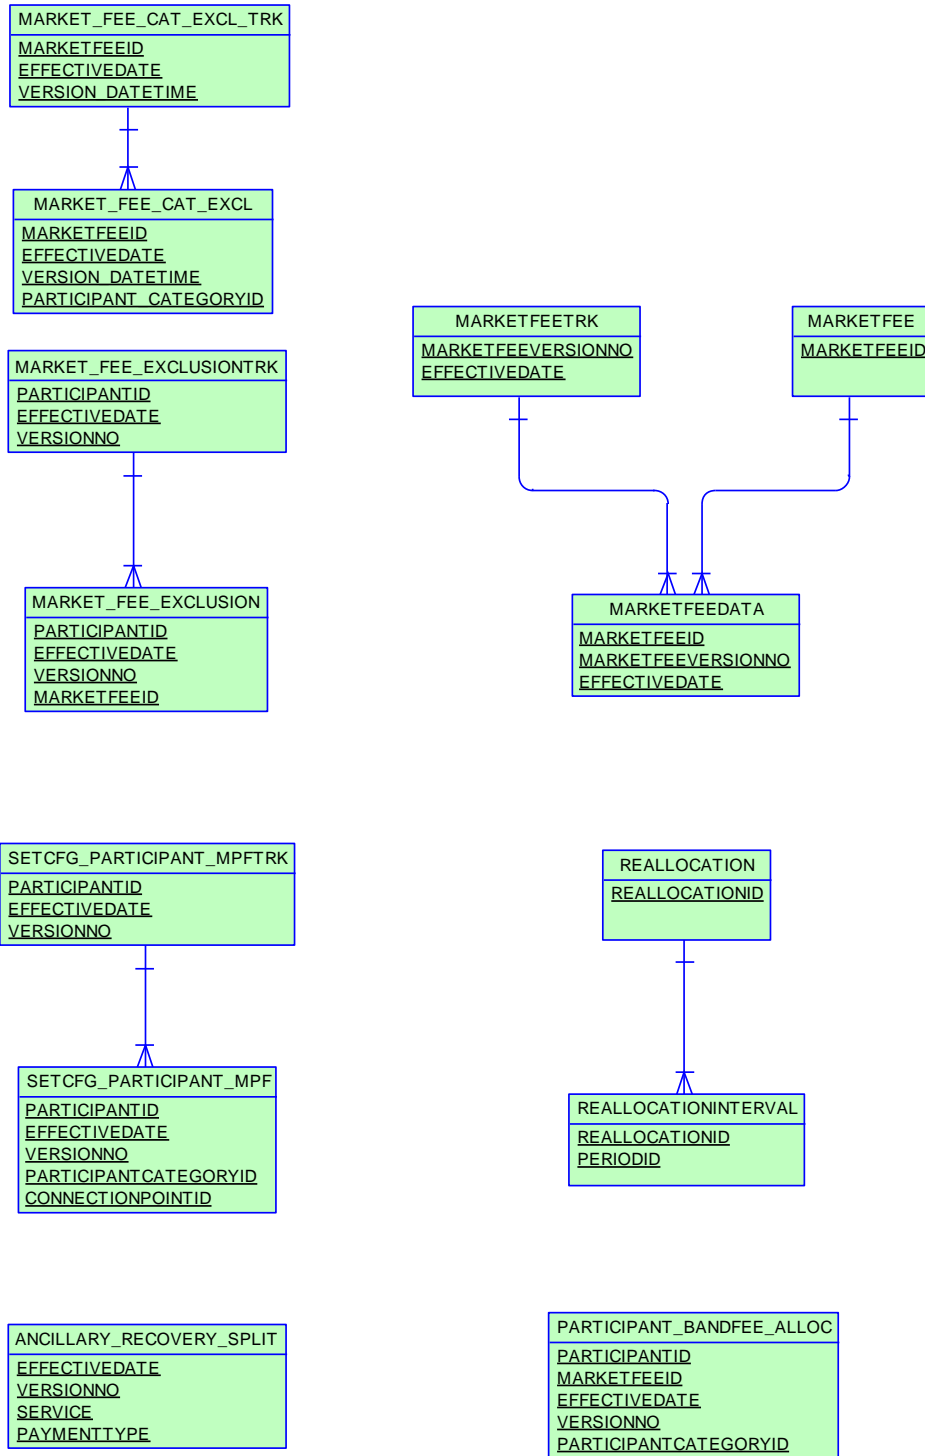 MARKET_FEE_CAT_EXCL_TRK
MARKETFEEID
EFFECTIVEDATE
VERSION_DATETIME
MARKET_FEE_CAT_EXCL
MARKETFEEID
EFFECTIVEDATE
VERSION_DATETIME
PARTICIPANT_CATEGORYID
MARKETFEETRK
MARKETFEEVERSIONNO
EFFECTIVEDATE
MARKETFEE
MARKETFEEID
MARKET_FEE_EXCLUSIONTRK
PARTICIPANTID
EFFECTIVEDATE
VERSIONNO
MARKET_FEE_EXCLUSION
PARTICIPANTID
EFFECTIVEDATE
VERSIONNO
MARKETFEEID
MARKETFEEDATA
MARKETFEEID
MARKETFEEVERSIONNO
EFFECTIVEDATE
SETCFG_PARTICIPANT_MPFTRK
PARTICIPANTID
EFFECTIVEDATE
VERSIONNO
REALLOCATION
REALLOCATIONID
SETCFG_PARTICIPANT_MPF
PARTICIPANTID
EFFECTIVEDATE
VERSIONNO
PARTICIPANTCATEGORYID
CONNECTIONPOINTID
REALLOCATIONINTERVAL
REALLOCATIONID
PERIODID
ANCILLARY_RECOVERY_SPLIT
EFFECTIVEDATE
VERSIONNO
SERVICE
PAYMENTTYPE
PARTICIPANT_BANDFEE_ALLOC
PARTICIPANTID
MARKETFEEID
EFFECTIVEDATE
VERSIONNO
PARTICIPANTCATEGORYID